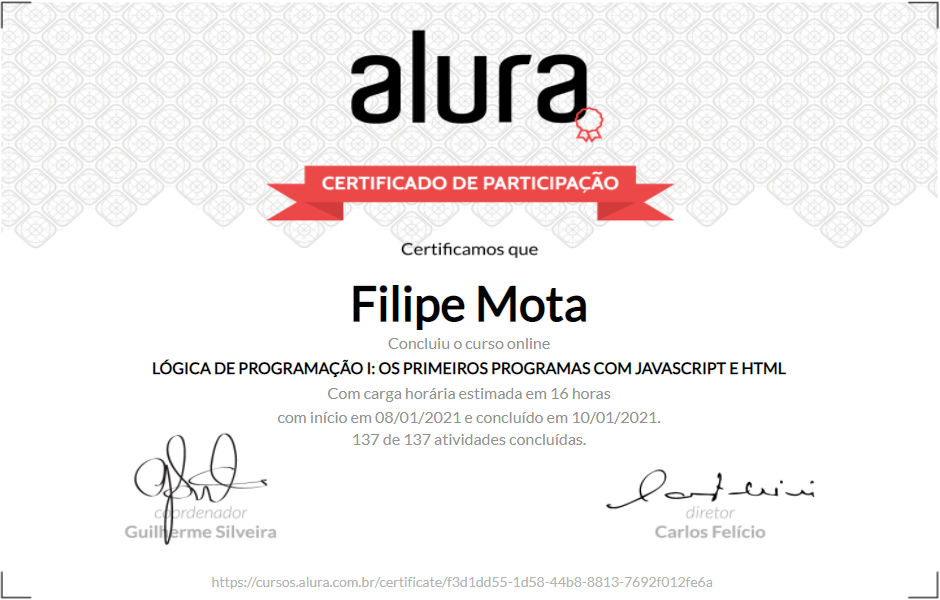 alura
CERTIFICADO DE PARTICIPAÇÃO
Certificamos que
Filipe Mota
Concluiu o curso online
LÓGICA DE PROGRAMAÇÃO I: OS PRIMEIROS PROGRAMAS COM JAVASCRIPT E HTML
Com carga horária estimada em 16 horas
com início em 08/01/2021 e concluído em 10/01/2021.
137 de 137 atividades concluídas.
coordenador
Guilherme Silveira
diretor
Carlos Felício
https://cursos.alura.com.br/certificate/f3d1dd55-1d58-44b8-8813-7692f012fe6a